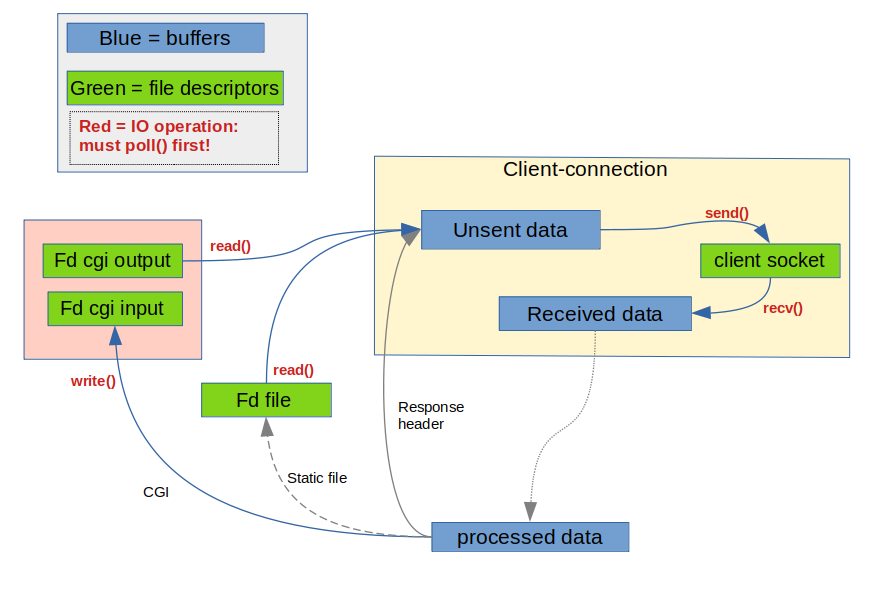 Blue = buffers
Green = file descriptors
Red = IO operation:
must poll() first!
Client-connection
send()
Unsent data
read()
Fd cgi output
client socket
Fd cgi input
Received data
recv()
read()
write()
Fd file
Response
header
Static file
CGI
processed data